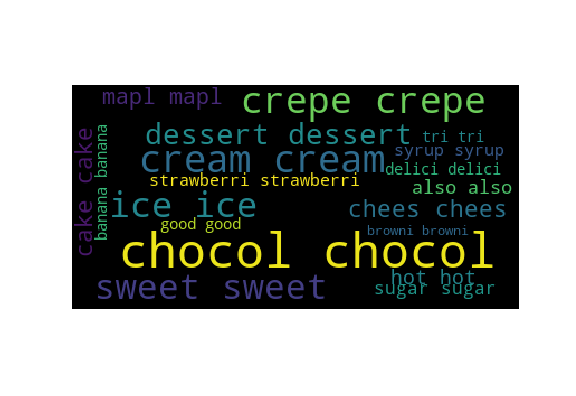 mapl mapl
crepe crepe
dessert dessert
tri tri
cream cream
syrup syrup
delici delici
strawberri strawberri
also also
cake cake
banana banana
ice ice
chees chees
good good
browni browni
chocol chocol
hot hot
sweet sweet
sugar sugar